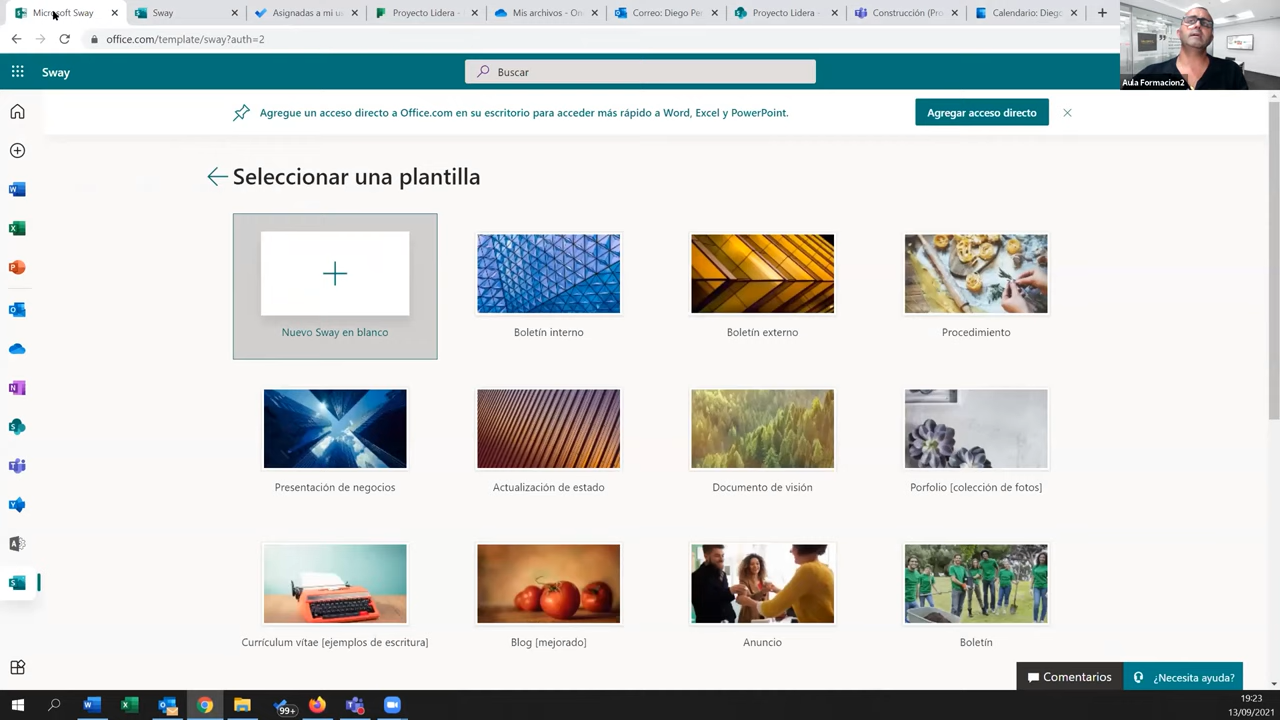 Microsoft Sway
Sway
Asignadas a mi u
Proyecto Lidera -
Mis archivos - On
Correo: Diego Pe
Proyecto Lidera -
Construcción (Pr
Calendario: Dieg
office.com/template/sway?auth=2
Aula Formacion2
Sway
Buscar
Agregue un acceso directo a Office.com en su escritorio para acceder más rápido a Word, Excel y PowerPoint.
Agregar acceso directo
Seleccionar una plantilla
Nuevo Sway en blanco
Boletín interno
Boletín externo
Procedimiento
Presentación de negocios
Actualización de estado
Documento de visión
Porfolio [colección de fotos]
Currículum vítae [ejemplos de escritura]
Blog [mejorado]
Anuncio
Boletín
Comentarios
¿Necesita ayuda?
99+
19:23
13/09/2021